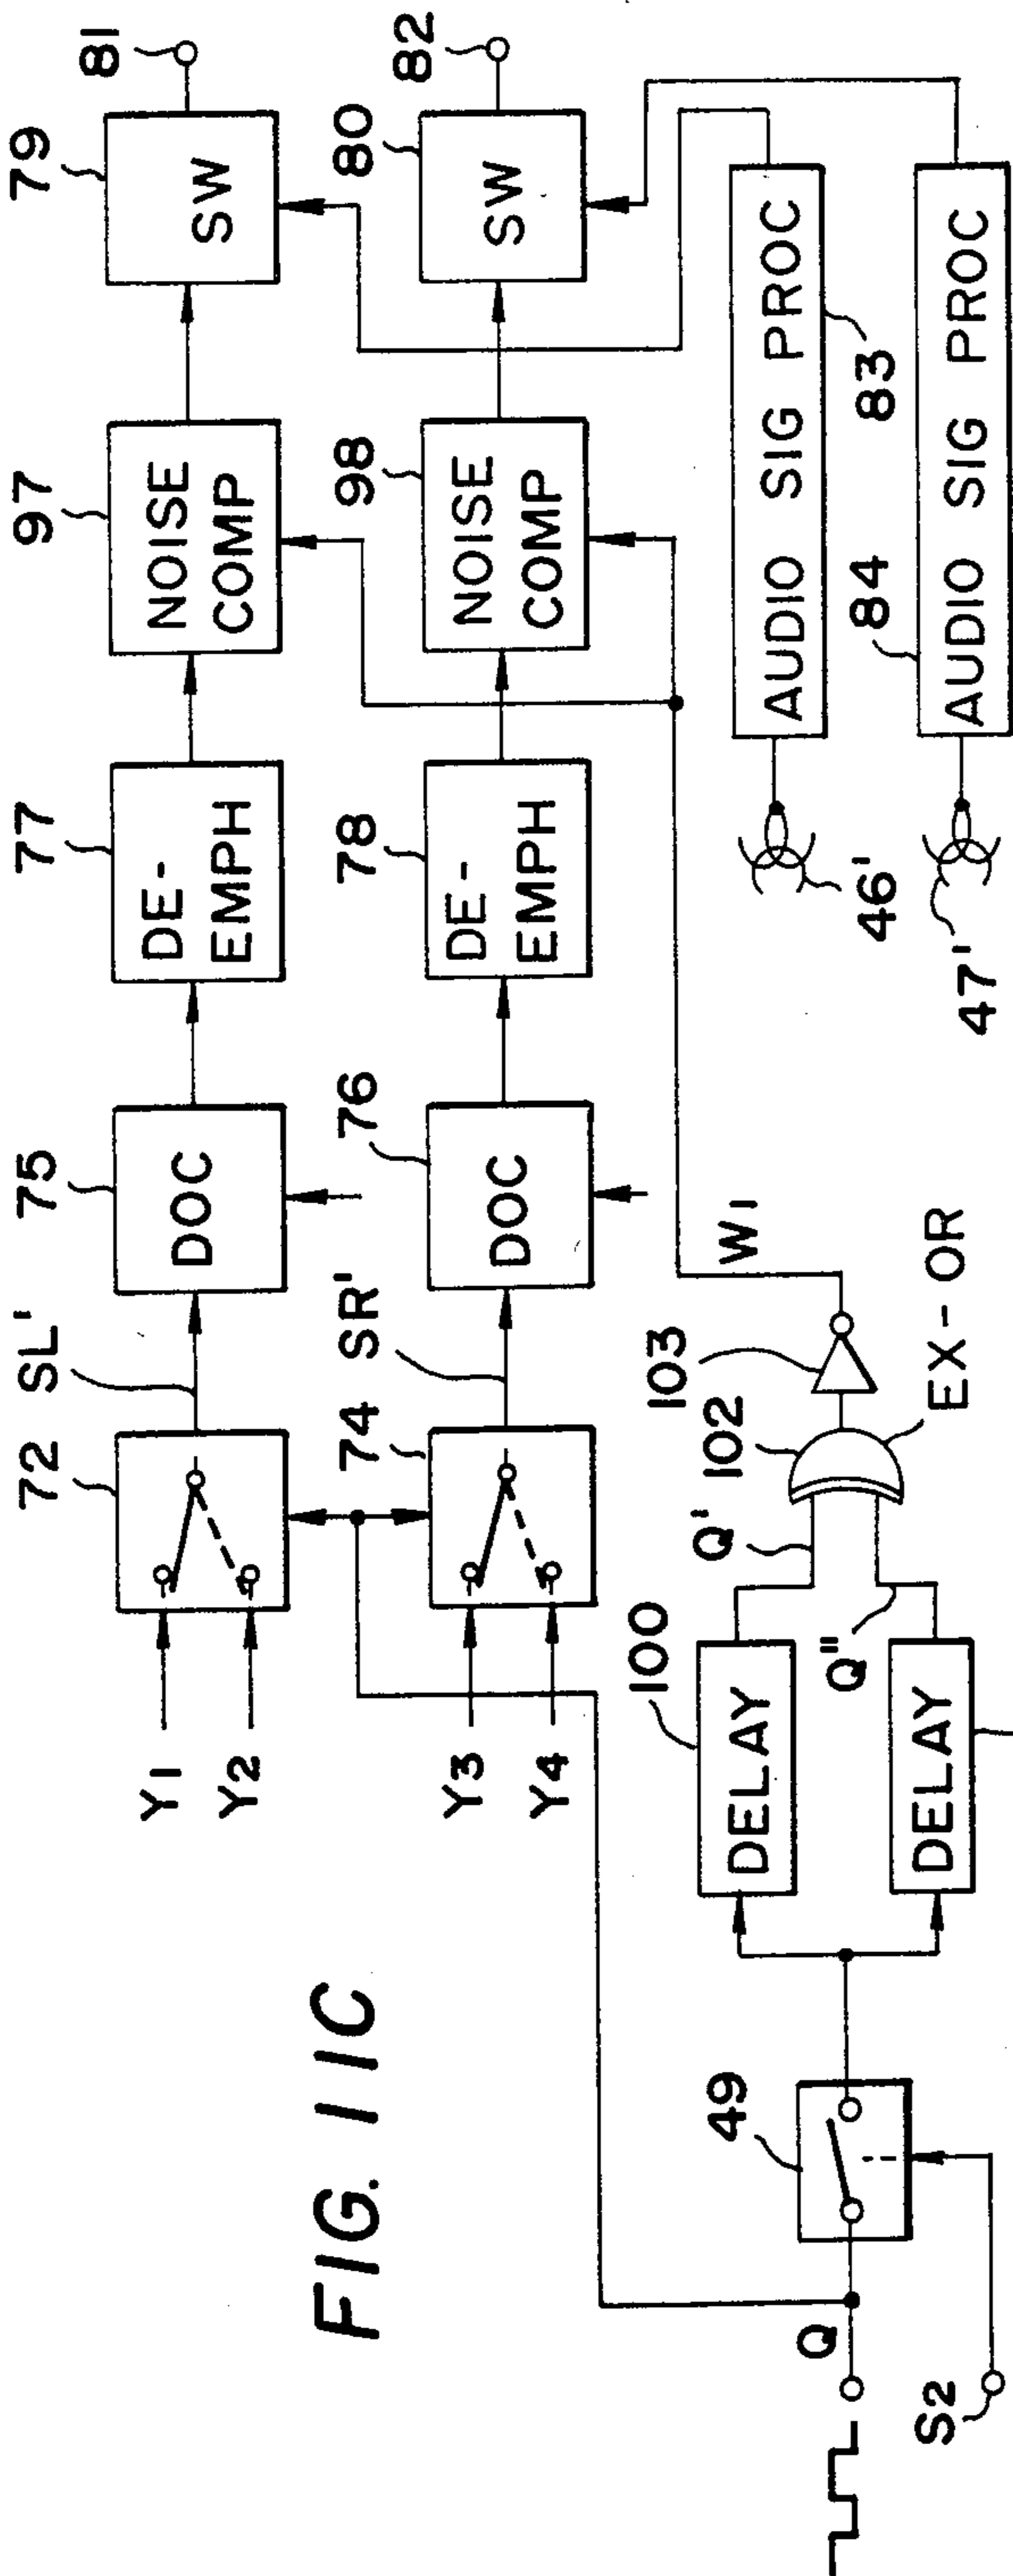 FIG. 11C
Y1
Y2
72
SL'
75
DOC
77
DE-
EMPH
97
NOISE
COMP
79
SW
81
Y3
Y4
74
SR'
76
DOC
78
DE-
EMPH
98
NOISE
COMP
80
SW
82
Q
49
S2
100
DELAY
DELAY
Q'
Q"
102
EX-OR
103
W1
46'
AUDIO SIG PROC
83
47'
84
AUDIO SIG PROC